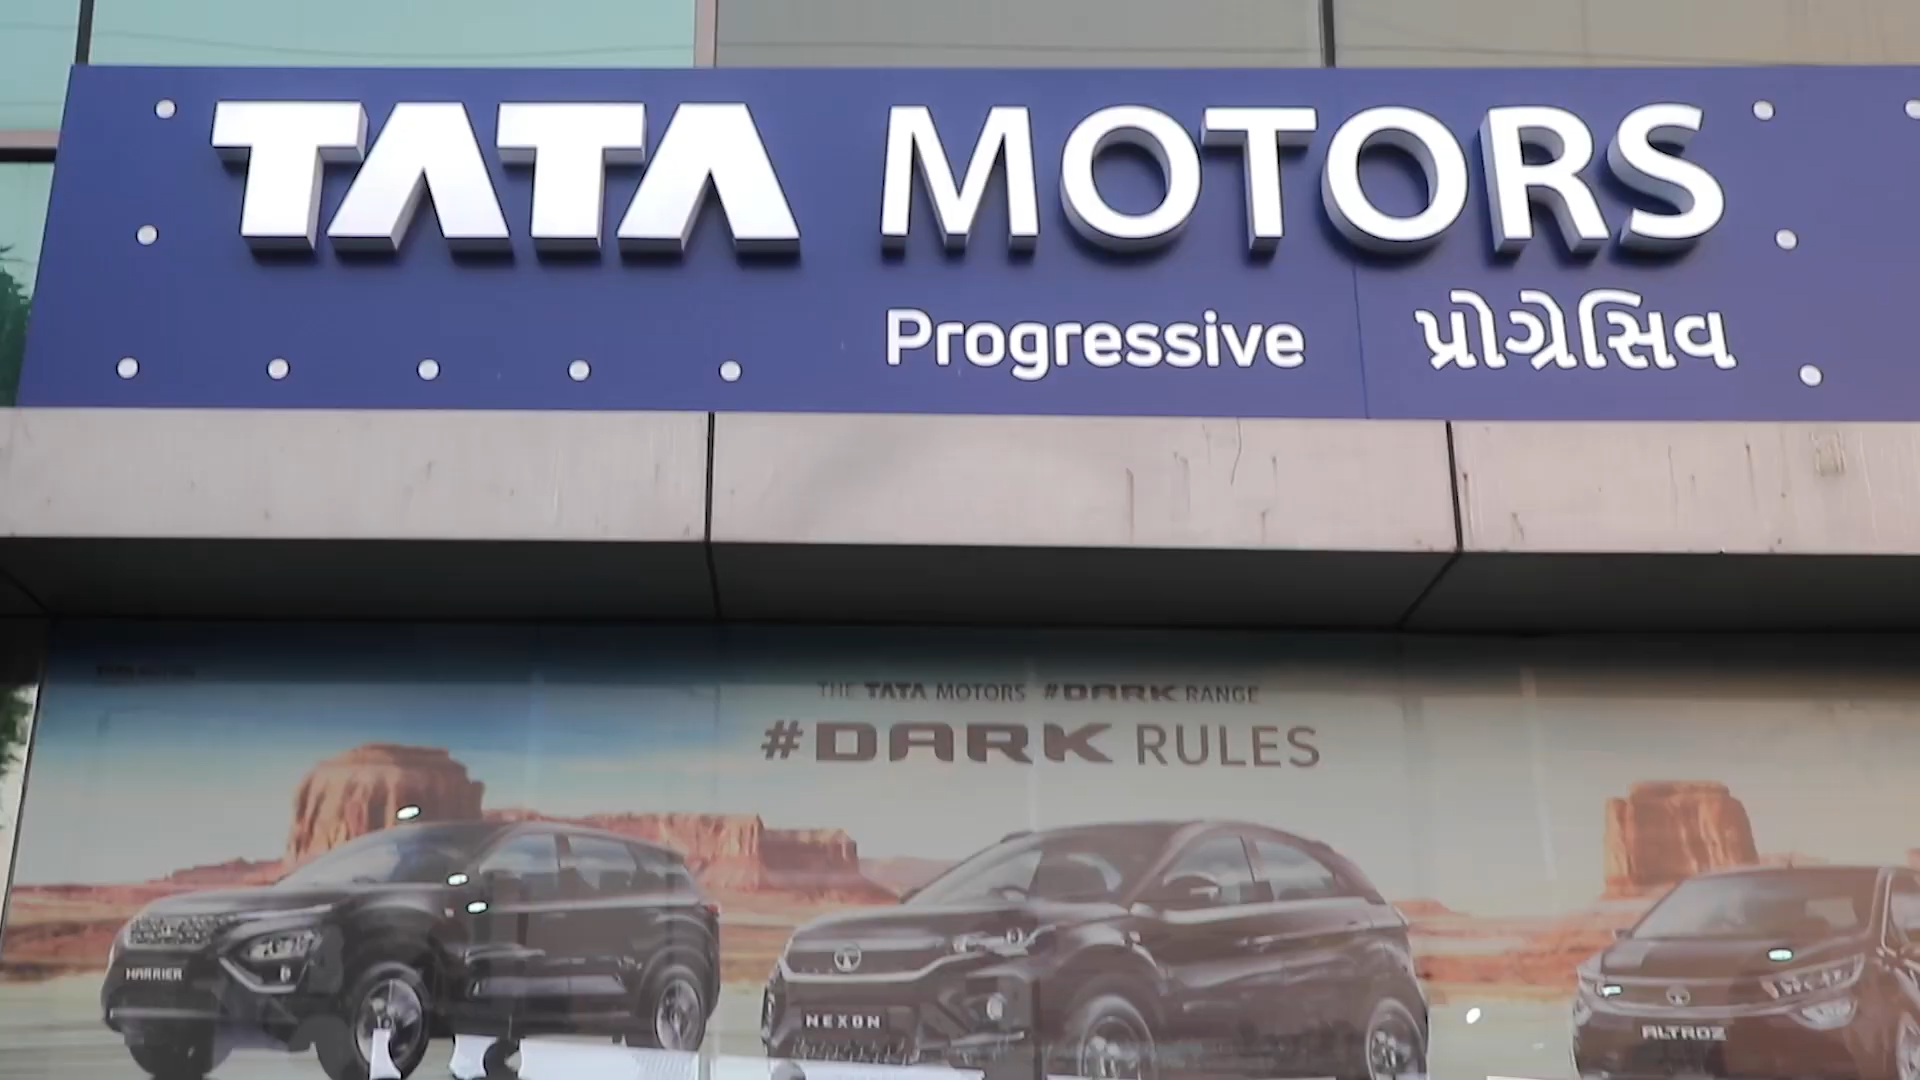 TATA MOTORS
Progressive પ્રોગ્રેસિવ
THE TATA MOTORS #DARK RANGE
#DARK RULES
HARRIER
NEXON
ALTROZ